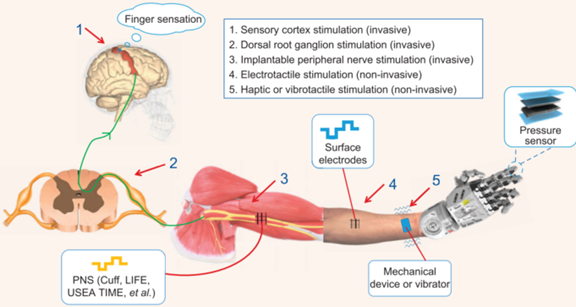 Finger sensation
1
1. Sensory cortex stimulation (invasive)
2. Dorsal root ganglion stimulation (invasive)
3. Implantable peripheral nerve stimulation (invasive)
4. Electrotactile stimulation (non-invasive)
5. Haptic or vibrotactile stimulation (non-invasive)
Pressure
sensor
Surface
electrodes
2
3
4
5
PNS (Cuff, LIFE,
USEA TIME, et al.)
Mechanical
device or vibrator